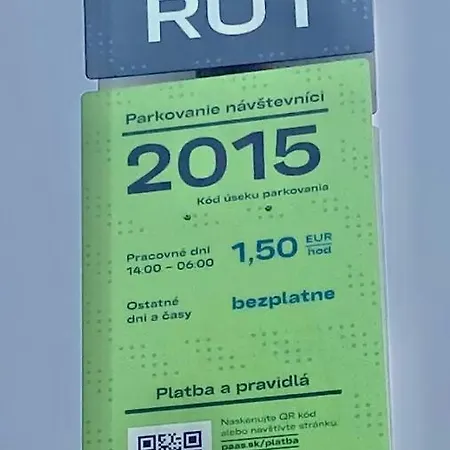 RUT
Parkovanie návštevníci
2015
Kód úseku parkovania
Pracovné dni
14:00 – 06:00
1,50 EUR
hod
Ostatné
dni a časy
bezplatne
Platba a pravidlá
Naskenujte QR kód
alebo navštívte stránku.
paas.sk/platba